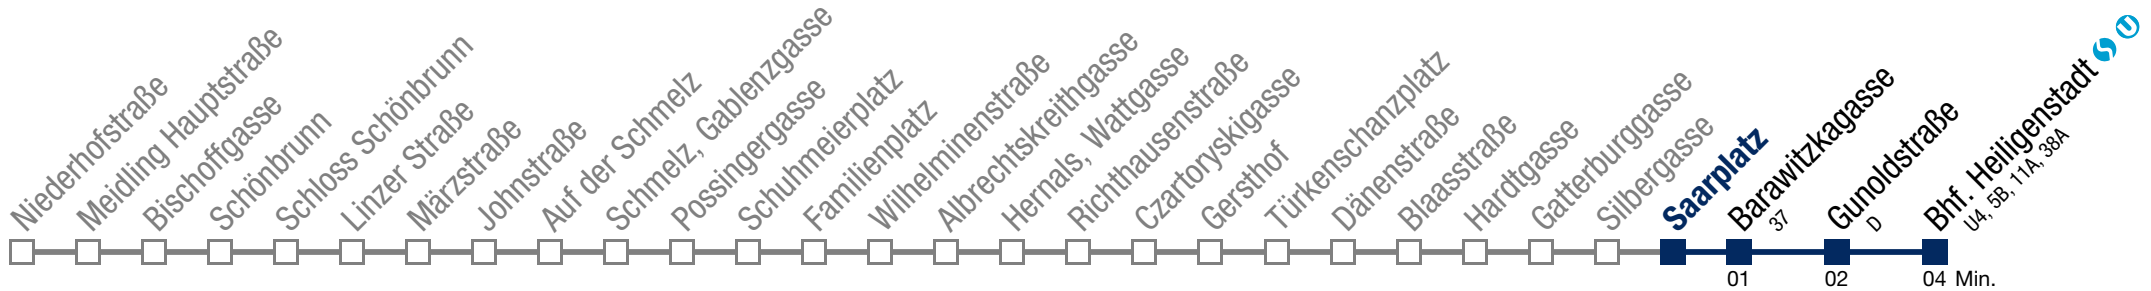 Niederhofstraße
Meidling Hauptstraße
Bischoffgasse
Schönbrunn
Schloss Schönbrunn
Linzer Straße
Märzstraße
Johnstraße
Auf der Schmelz
Schmelz, Gablenzgasse
Possingergasse
Schuhmeierplatz
Familienplatz
Wilhelminenstraße
Albrechtskreithgasse
Hernals, Wattgasse
Richthausenstraße
Czartoryskigasse
Gersthof
Türkenschanzplatz
Dänenstraße
Blaasstraße
Hardtgasse
Gatterburggasse
Silbergasse
Saarplatz
Barawitzkagasse
37
Gunoldstraße
D
Bhf. Heiligenstadt S U
U4, 5B, 11A, 38A
01 02 04 Min.